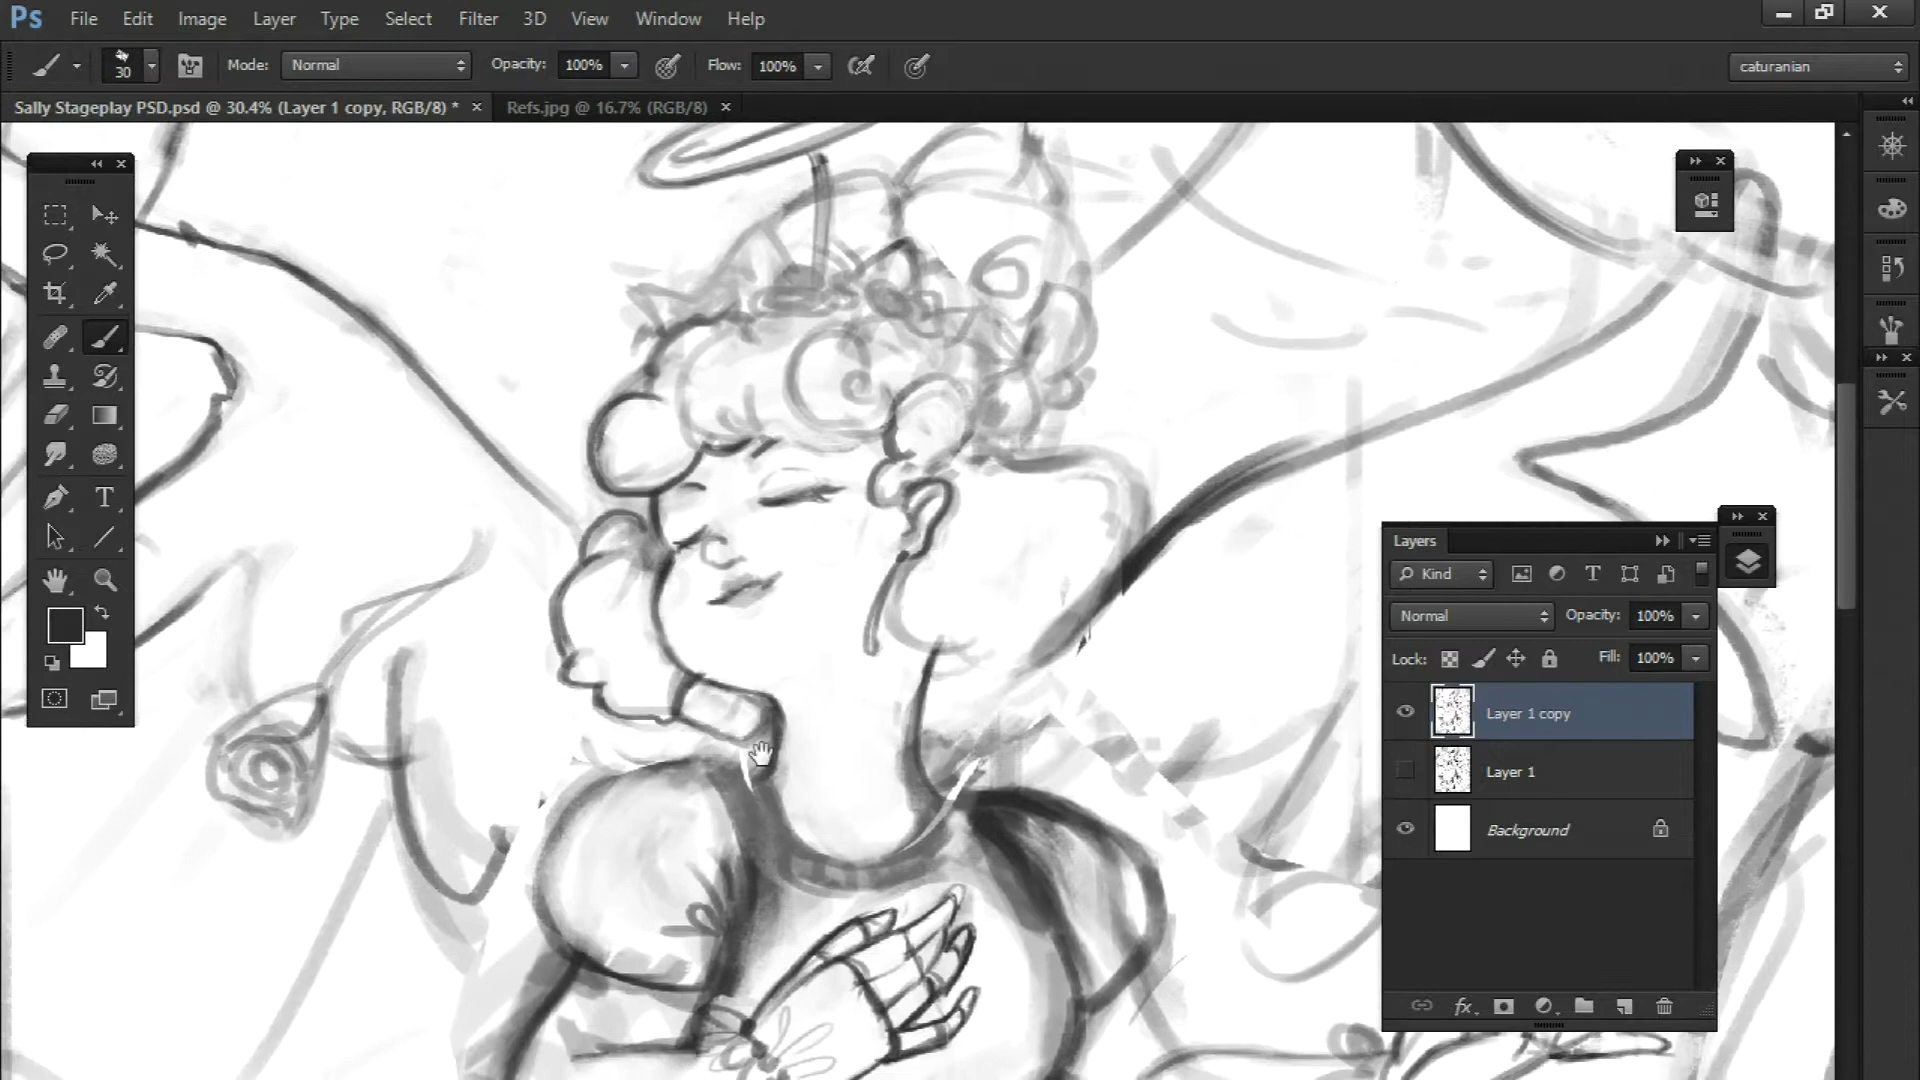 Ps File Edit Image Layer Type Select Filter 3D View Window Help
30 Mode: Normal Opacity: 100% Flow: 100% caturanian
Sally Stageplay PSD.psd @ 30.4% (Layer 1 copy, RGB/8) * × Refs.jpg @ 16.7% (RGB/8) ×
T
Layers
Kind T
Normal Opacity: 100%
Lock: Fill: 100%
Layer 1 copy
Layer 1
Background
fx